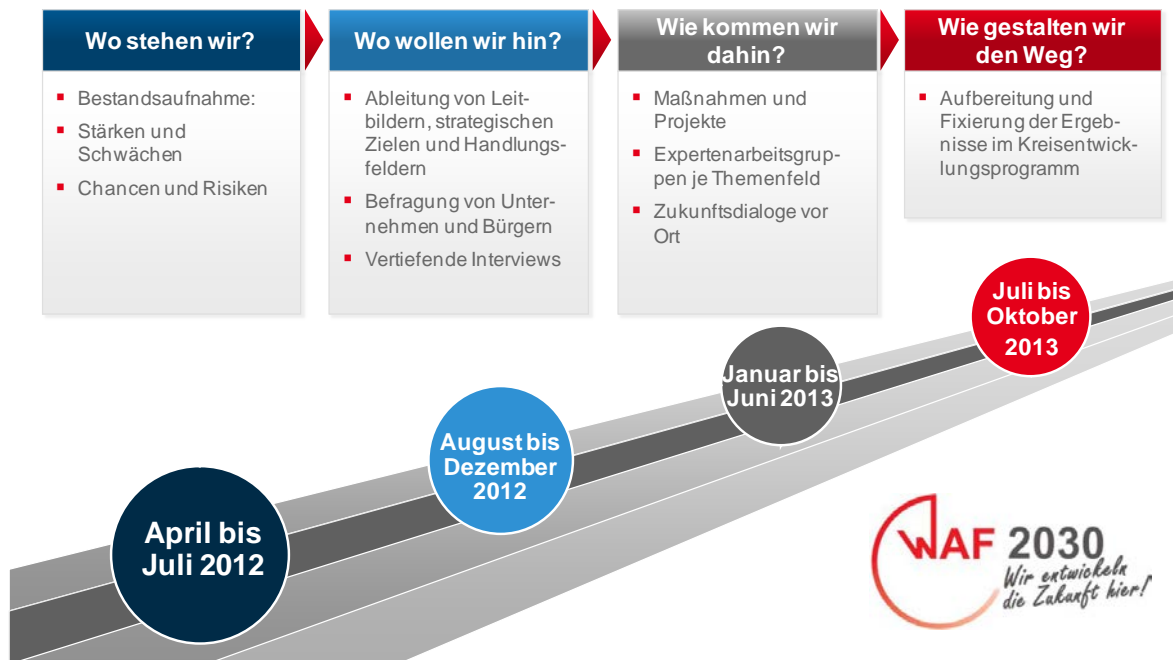 Wo stehen wir?
Bestandsaufnahme:
Stärken und
Schwächen
Chancen und Risiken
Wo wollen wir hin?
Ableitung von Leit-
bildern, strategischen
Zielen und Handlungs-
feldern
Befragung von Unter-
nehmen und Bürgern
Vertiefende Interviews
Wie kommen wir
dahin?
Maßnahmen und
Projekte
Expertenarbeitsgrup-
pen je Themenfeld
Zukunftsdialoge vor
Ort
Wie gestalten wir
den Weg?
Aufbereitung und
Fixierung der Ergeb-
nisse im Kreisentwick-
lungsprogramm
April bis
Juli 2012
August bis
Dezember
2012
Januar bis
Juni 2013
Juli bis
Oktober
2013
WAF 2030
Wir entwickeln
die Zukunft hier!